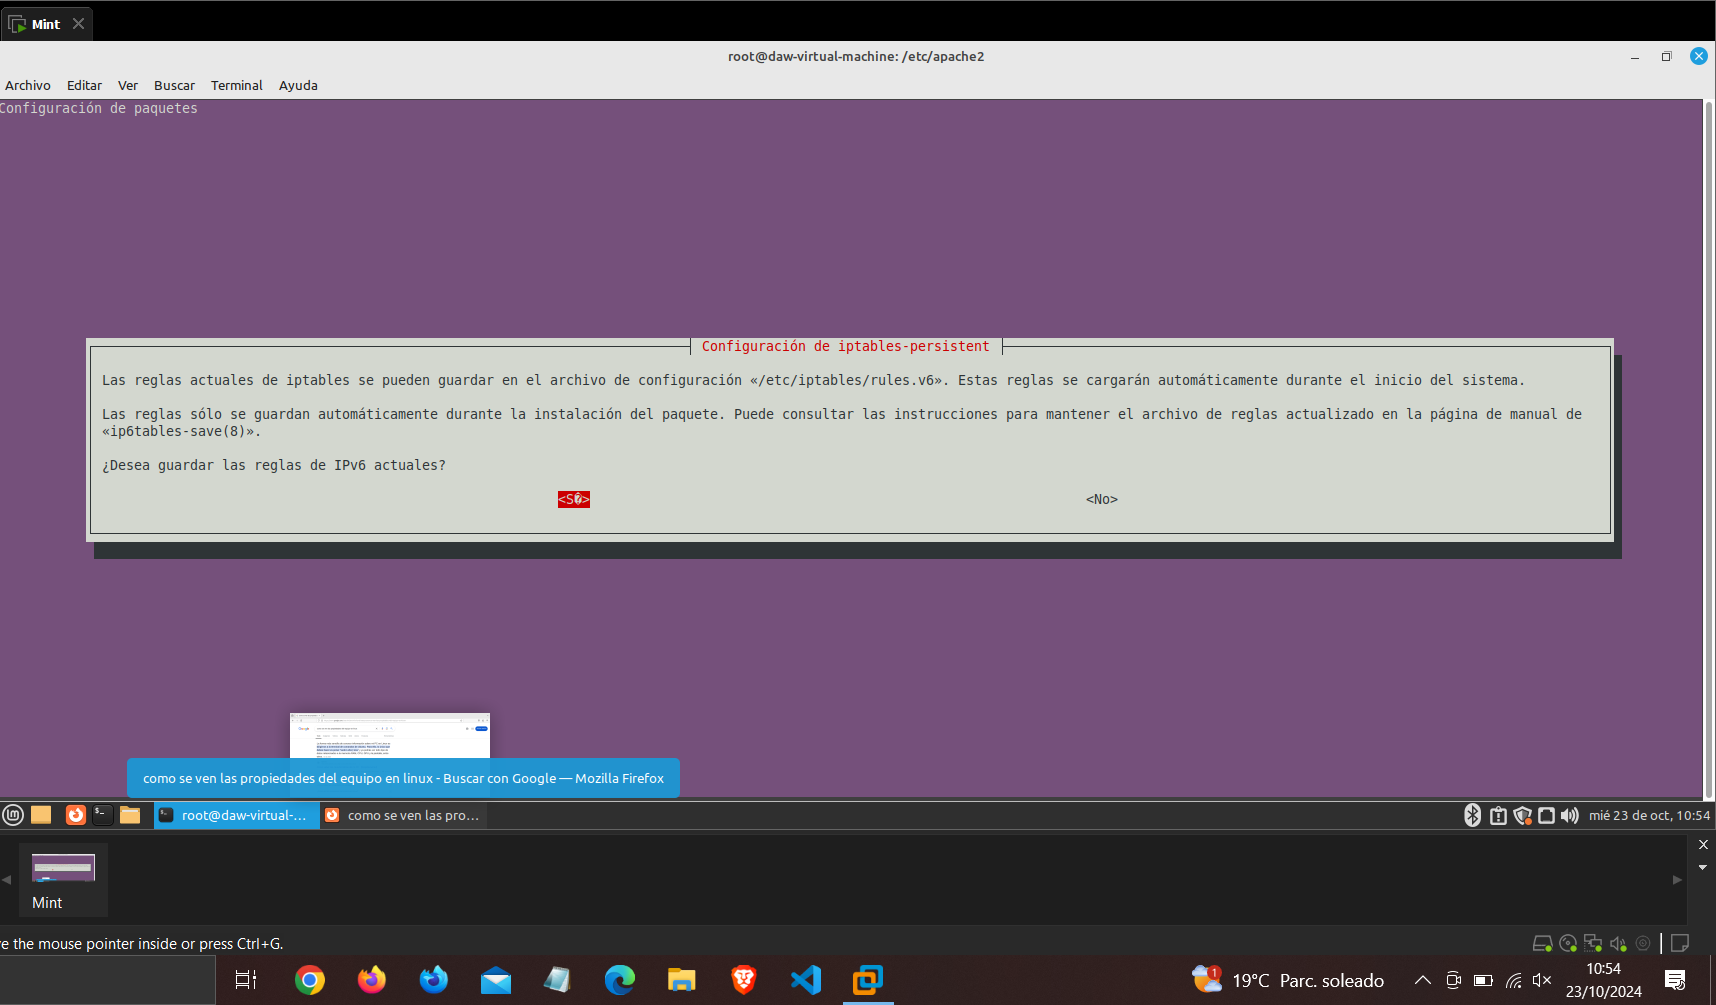 Mint
root@daw-virtual-machine: /etc/apache2
Archivo Editar Ver Buscar Terminal Ayuda
Configuración de paquetes
Configuración de iptables-persistent
Las reglas actuales de iptables se pueden guardar en el archivo de configuración «/etc/iptables/rules.v6». Estas reglas se cargarán automáticamente durante el inicio del sistema.
Las reglas sólo se guardan automáticamente durante la instalación del paquete. Puede consultar las instrucciones para mantener el archivo de reglas actualizado en la página de manual de
«ip6tables-save(8)».
¿Desea guardar las reglas de IPv6 actuales?
<S�> <No>
como se ven las propiedades del equipo en linux - Buscar con Google — Mozilla Firefox
root@daw-virtual-... como se ven las pro... mié 23 de oct, 10:54
Mint
e the mouse pointer inside or press Ctrl+G.
1 19°C Parc. soleado 10:54
23/10/2024